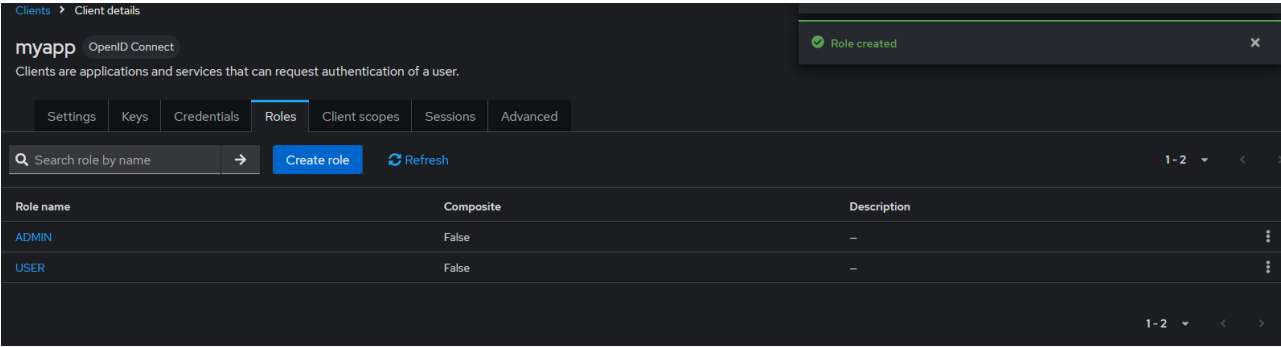 Clients > Client details
myapp OpenID Connect
Role created
Clients are applications and services that can request authentication of a user.
Settings Keys Credentials Roles Client scopes Sessions Advanced
Search role by name Create role Refresh 1 - 2
Role name Composite Description
ADMIN False –
USER False –
1 - 2